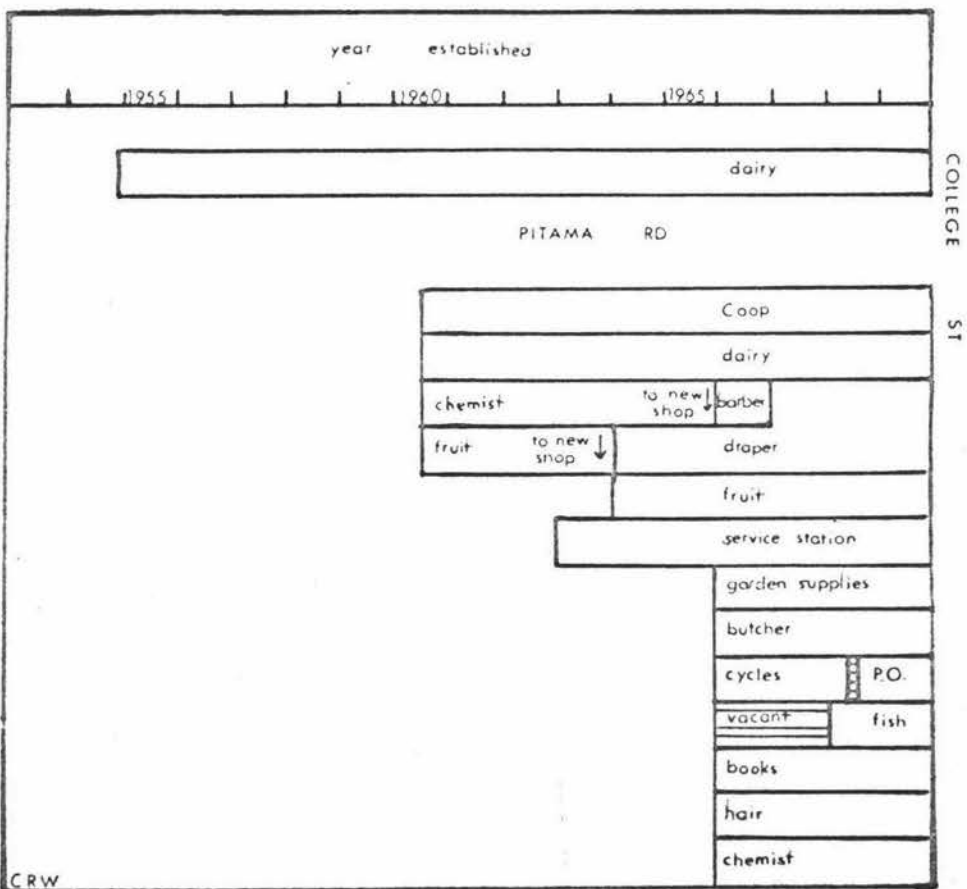 year established
1955 1960 1965
dairy
COLLEGE ST
PITAMA RD
Coop
dairy
chemist to new shop ↓ barber
fruit to new shop ↓ draper
fruit
service station
garden supplies
butcher
cycles P.O.
vacant fish
books
hair
chemist
CRW